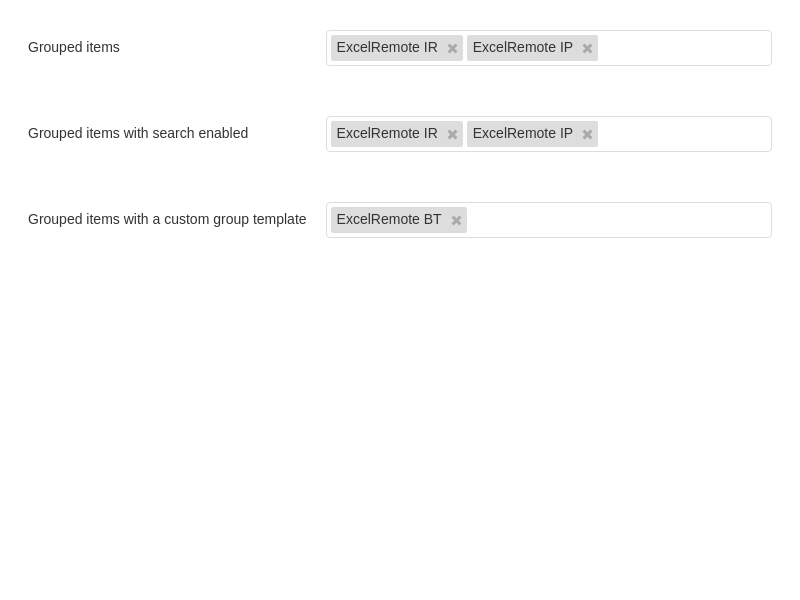 Grouped items ExcelRemote IR ExcelRemote IP
Grouped items with search enabled ExcelRemote IR ExcelRemote IP
Grouped items with a custom group template ExcelRemote BT